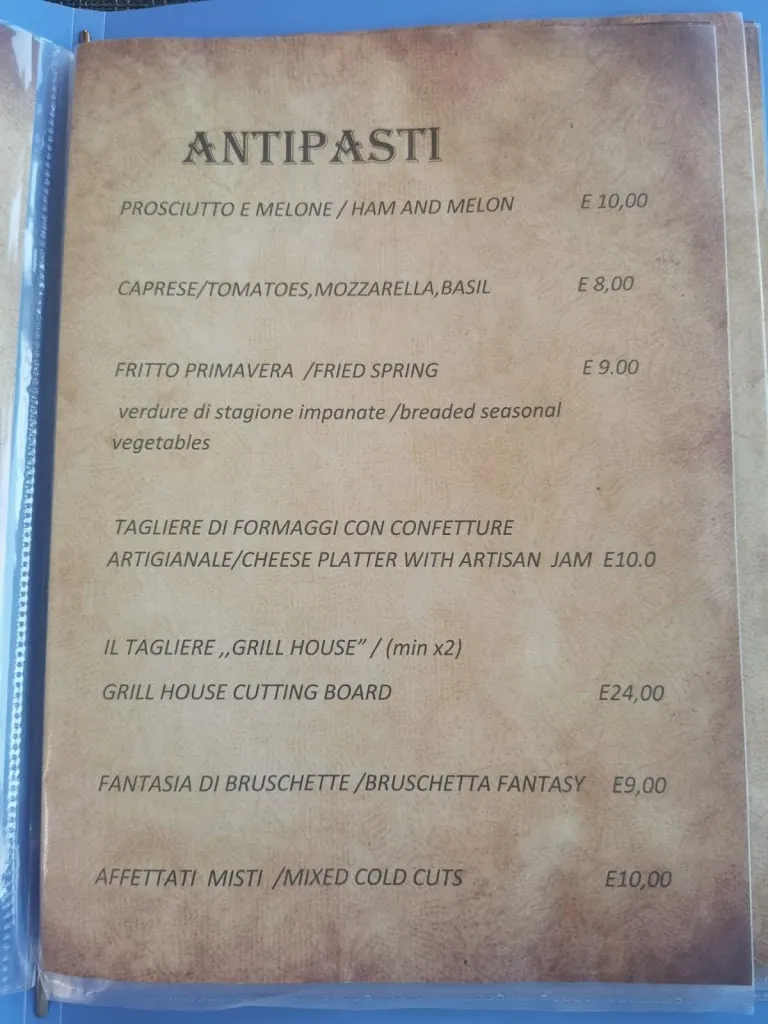 ANTIPASTI
PROSCIUTTO E MELONE / HAM AND MELON E 10,00
CAPRESE/TOMATOES,MOZZARELLA,BASIL E 8,00
FRITTO PRIMAVERA /FRIED SPRING E 9.00
verdure di stagione impanate /breaded seasonal
vegetables
TAGLIERE DI FORMAGGI CON CONFETTURE
ARTIGIANALE/CHEESE PLATTER WITH ARTISAN JAM E10.0
IL TAGLIERE ,,GRILL HOUSE” / (min x2)
GRILL HOUSE CUTTING BOARD E24,00
FANTASIA DI BRUSCHETTE /BRUSCHETTA FANTASY E9,00
AFFETTATI MISTI /MIXED COLD CUTS E10,00